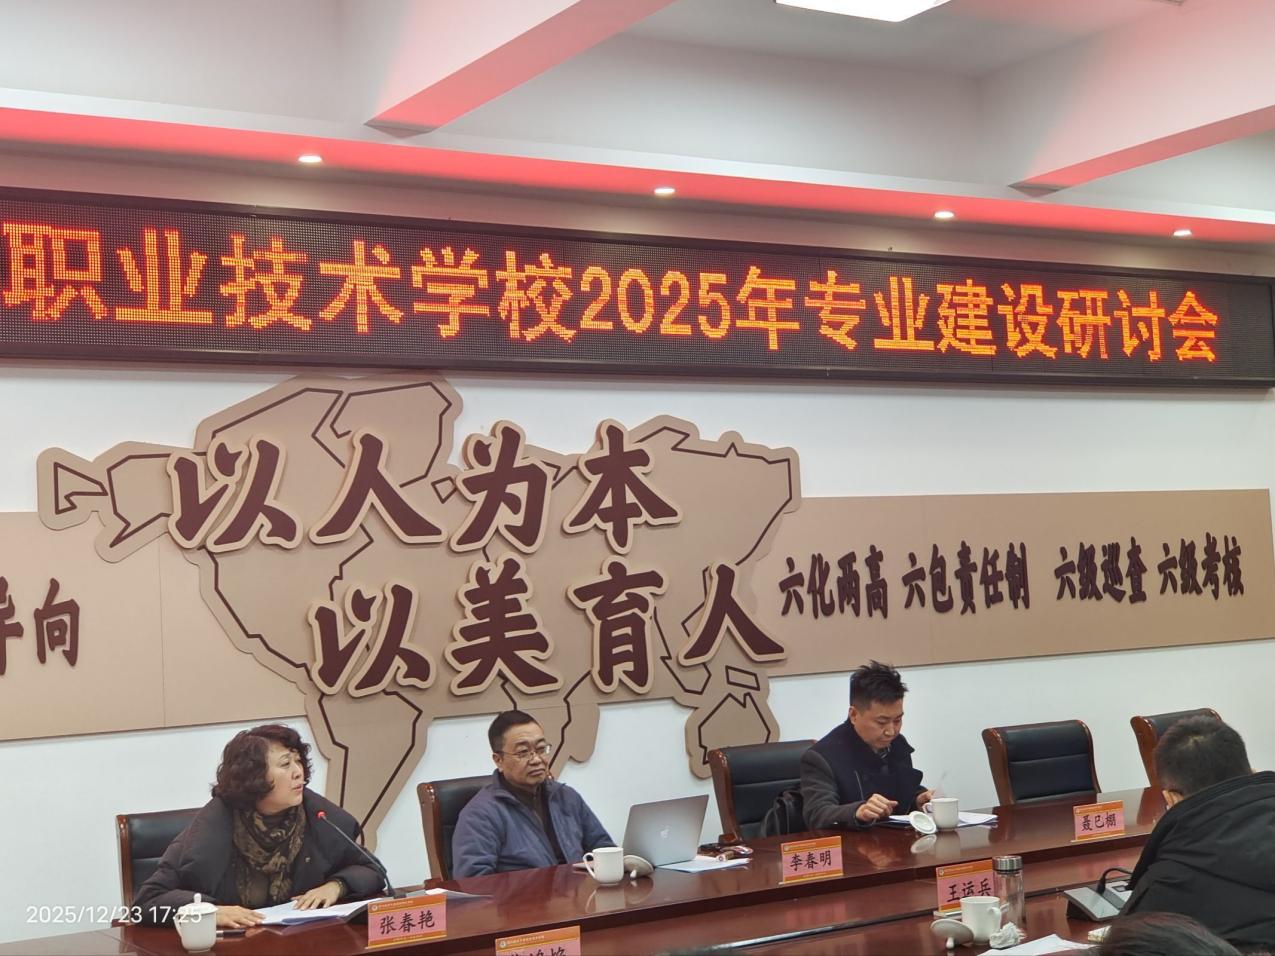 职业技术学校2025年专业建设研讨会
以人为本
以美育人
导向
六化两高 六包责任制 六级巡查 六级考核
张春艳
李春明
聂已棚
王运兵
2025/12/23 17:25